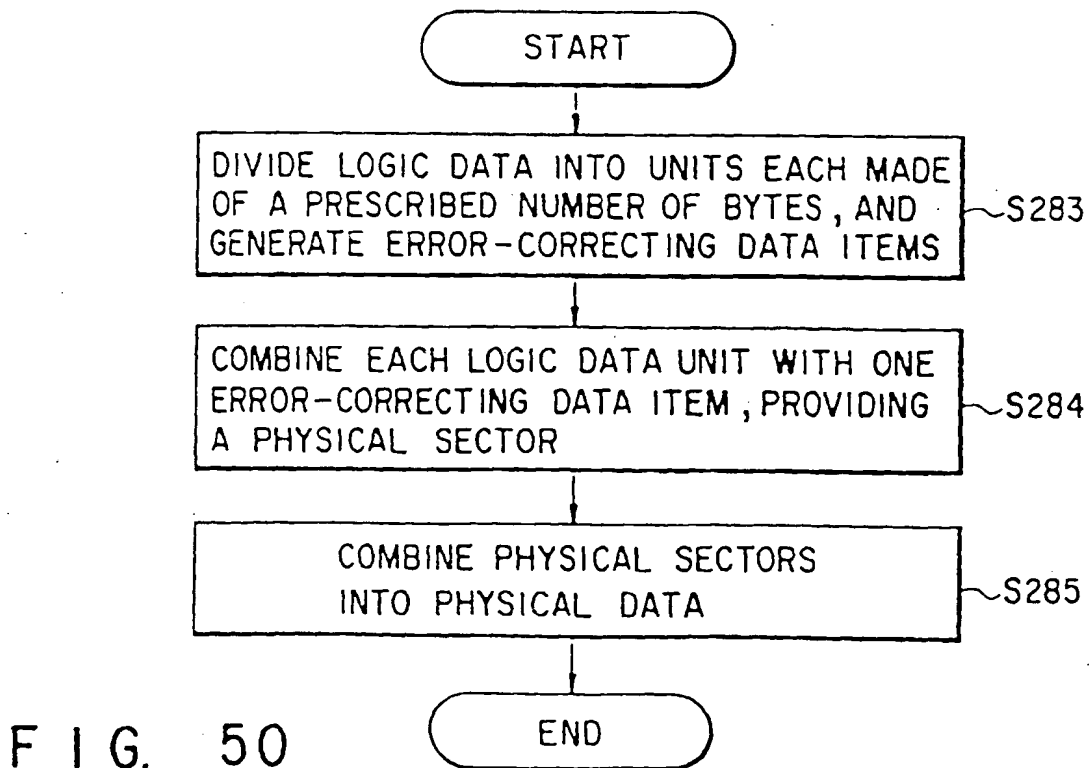 START
DIVIDE LOGIC DATA INTO UNITS EACH MADE
OF A PRESCRIBED NUMBER OF BYTES, AND
GENERATE ERROR-CORRECTING DATA ITEMS
S283
COMBINE EACH LOGIC DATA UNIT WITH ONE
ERROR-CORRECTING DATA ITEM, PROVIDING
A PHYSICAL SECTOR
S284
COMBINE PHYSICAL SECTORS
INTO PHYSICAL DATA
S285
END
FIG. 50